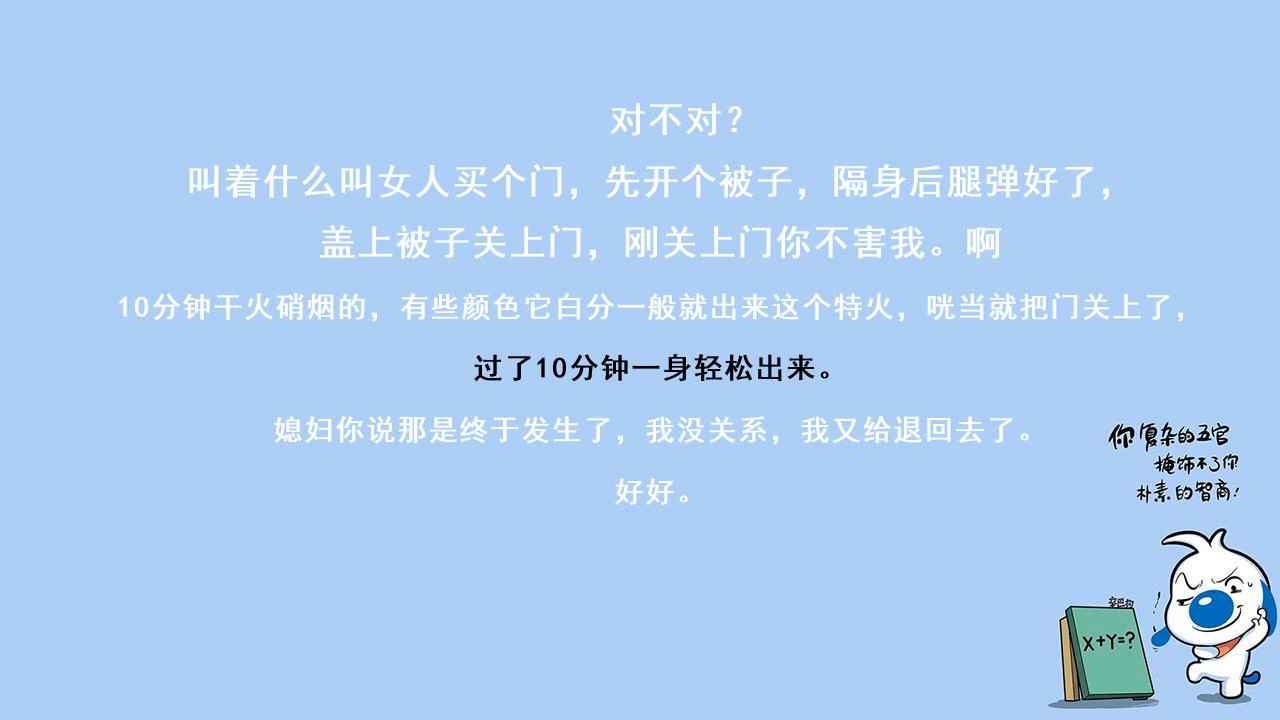 对不对？
叫着什么叫女人买个门，先开个被子，隔身后腿弹好了，
盖上被子关上门，刚关上门你不害我。啊
10分钟干火硝烟的，有些颜色它白分一般就出来这个特火，咣当就把门关上了，
过了10分钟一身轻松出来。
媳妇你说那是终于发生了，我没关系，我又给退回去了。
好好。
你复杂的五官
掩饰不了你
朴素的智商！
X+Y=?